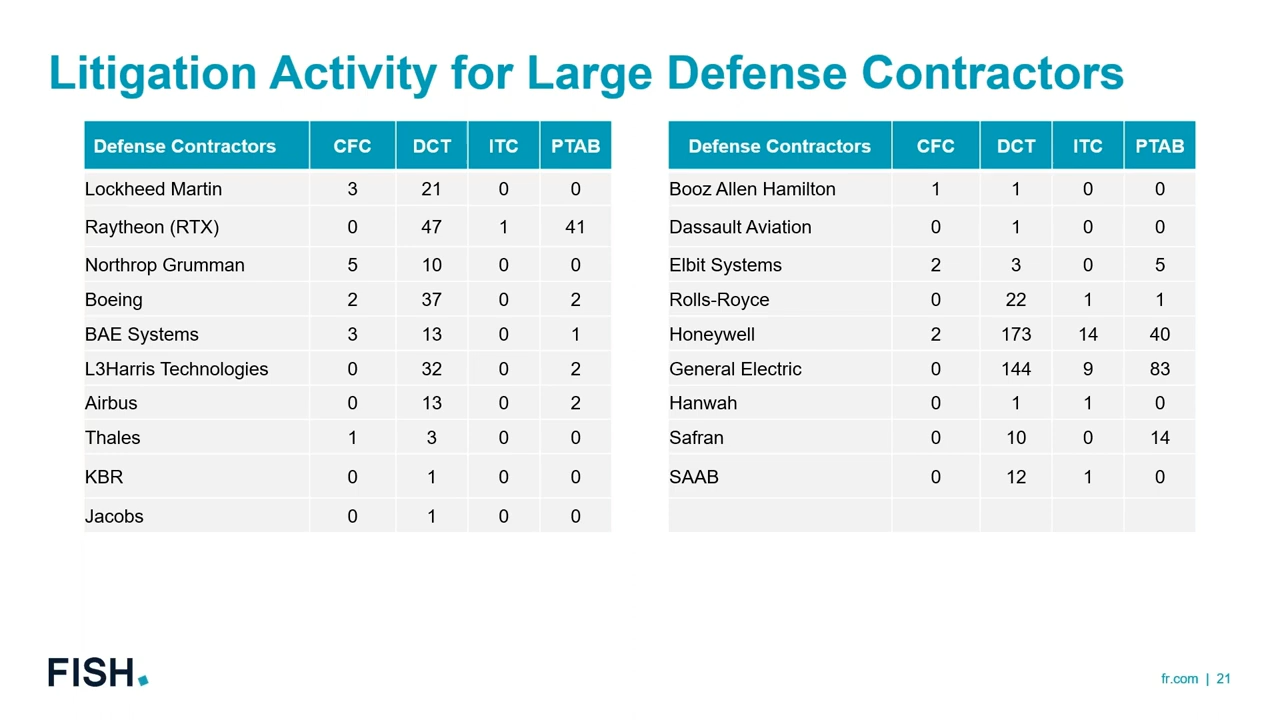 Litigation Activity for Large Defense Contractors
Defense Contractors CFC DCT ITC PTAB
Lockheed Martin 3 21 0 0
Raytheon (RTX) 0 47 1 41
Northrop Grumman 5 10 0 0
Boeing 2 37 0 2
BAE Systems 3 13 0 1
L3Harris Technologies 0 32 0 2
Airbus 0 13 0 2
Thales 1 3 0 0
KBR 0 1 0 0
Jacobs 0 1 0 0
Defense Contractors CFC DCT ITC PTAB
Booz Allen Hamilton 1 1 0 0
Dassault Aviation 0 1 0 0
Elbit Systems 2 3 0 5
Rolls-Royce 0 22 1 1
Honeywell 2 173 14 40
General Electric 0 144 9 83
Hanwah 0 1 1 0
Safran 0 10 0 14
SAAB 0 12 1 0
FISH.
fr.com | 21